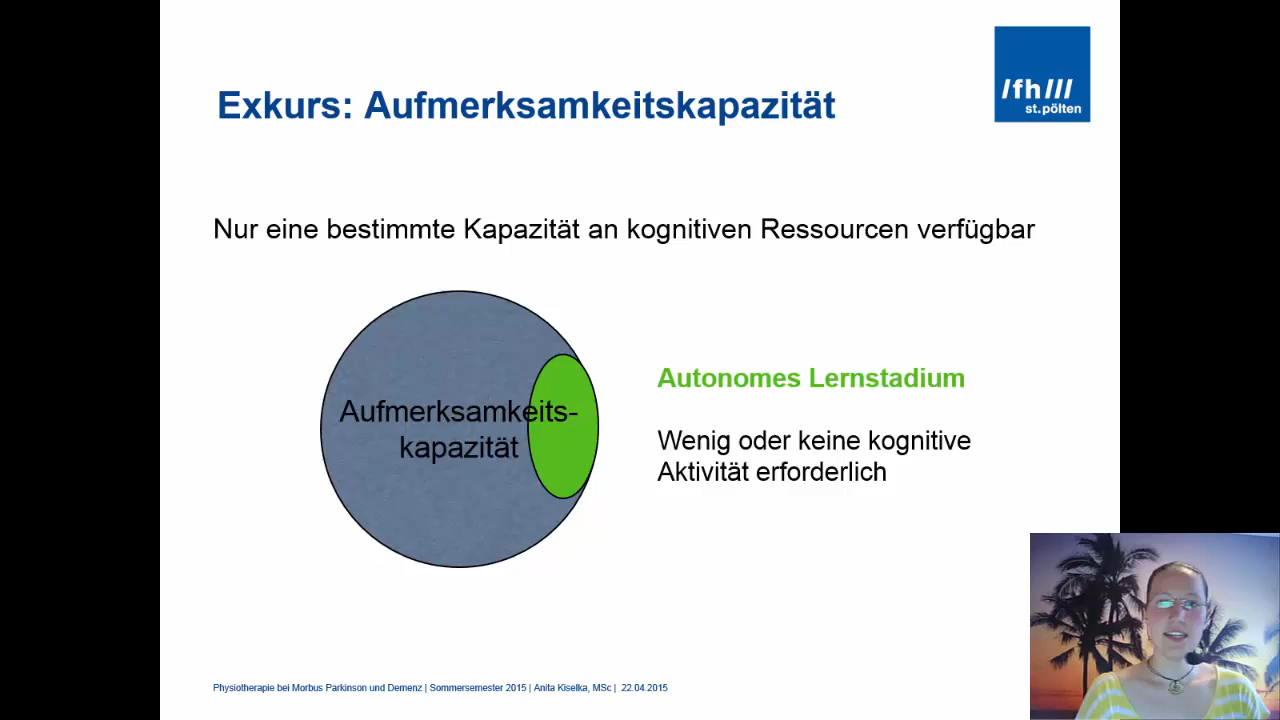 /fh///
st.pölten
Exkurs: Aufmerksamkeitskapazität
Nur eine bestimmte Kapazität an kognitiven Ressourcen verfügbar
Aufmerksamkeits-
kapazität
Autonomes Lernstadium
Wenig oder keine kognitive
Aktivität erforderlich
Physiotherapie bei Morbus Parkinson und Demenz | Sommersemester 2015 | Anita Kiselka, MSc | 22.04.2015